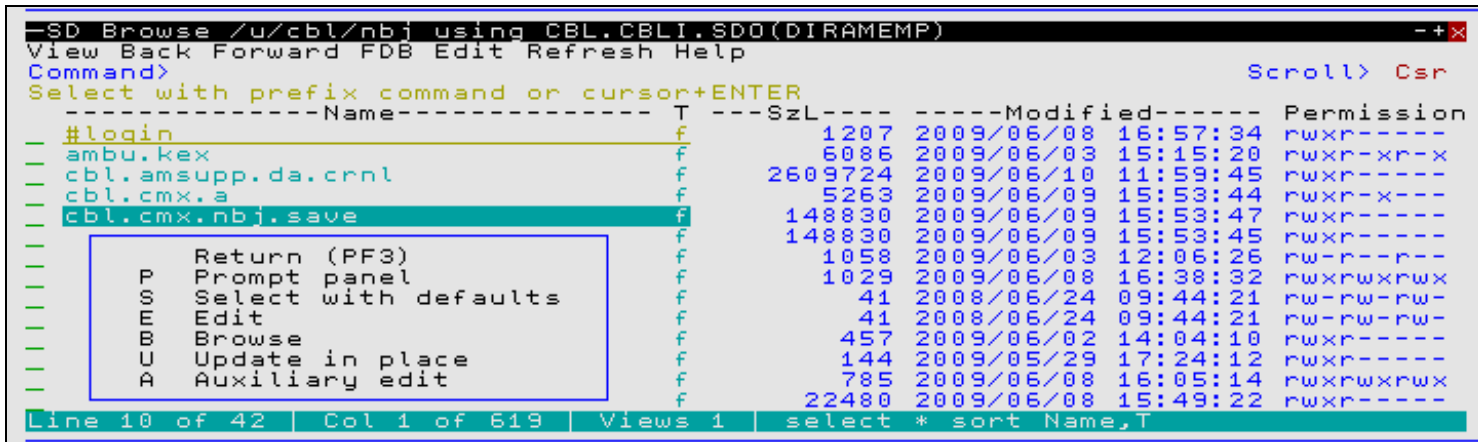 —SD Browse /u/cbl/nbj using CBL.CBLI.SDO(DIRAMEMP) -+x
View Back Forward FDB Edit Refresh Help
Command> Scroll> Csr
Select with prefix command or cursor+ENTER
---------------Name---------------- T ---SzL---- -----Modified------ Permission
_ #login f 1207 2009/06/08 16:57:34 rwxr-----
_ ambu.kex f 6086 2009/06/03 15:15:20 rwxr-xr-x
_ cbl.amsupp.da.crnl f 2609724 2009/06/10 11:59:45 rwxr-----
_ cbl.cmx.a f 5263 2009/06/09 15:53:44 rwxr-x---
_ cbl.cmx.nbj.save f 148830 2009/06/09 15:53:47 rwxr-----
_ f 148830 2009/06/09 15:53:45 rwxr-----
_ Return (PF3) f 1058 2009/06/03 12:06:26 rw-r--r--
_ P Prompt panel f 1029 2009/06/08 16:38:32 rwxrwxrwx
_ S Select with defaults f 41 2008/06/24 09:44:21 rw-rw-rw-
_ E Edit f 41 2008/06/24 09:44:21 rw-rw-rw-
_ B Browse f 457 2009/06/02 14:04:10 rwxr-----
_ U Update in place f 144 2009/05/29 17:24:12 rwxr-----
_ A Auxiliary edit f 785 2009/06/08 16:05:14 rwxrwxrwx
_ f 22480 2009/06/08 15:49:22 rwxr-----
Line 10 of 42 | Col 1 of 619 | Views 1 | select * sort Name,T